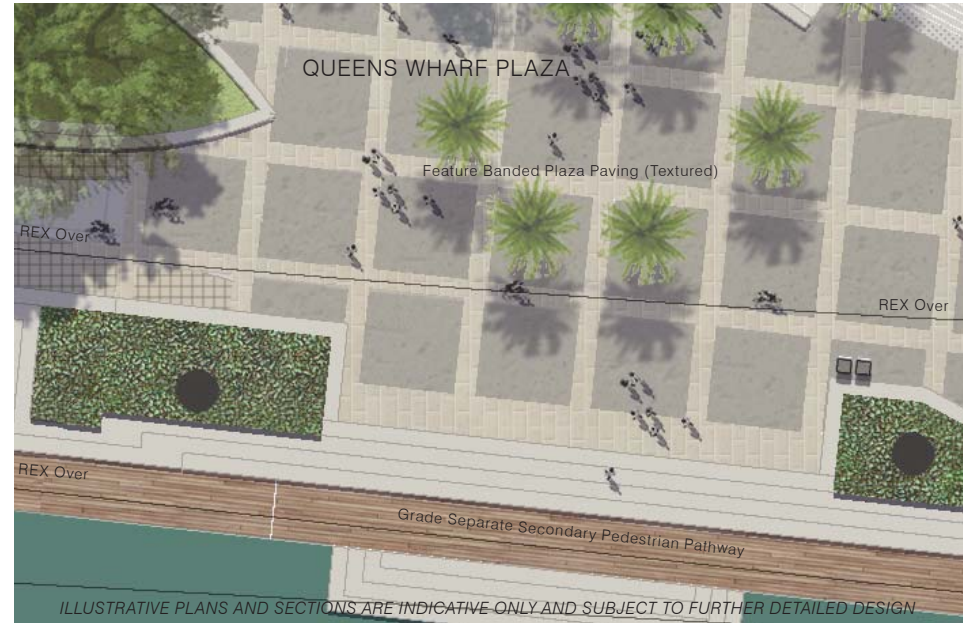 QUEENS WHARF PLAZA
Feature Banded Plaza Paving (Textured)
REX Over
REX Over
REX Over
Grade Separate Secondary Pedestrian Pathway
ILLUSTRATIVE PLANS AND SECTIONS ARE INDICATIVE ONLY AND SUBJECT TO FURTHER DETAILED DESIGN